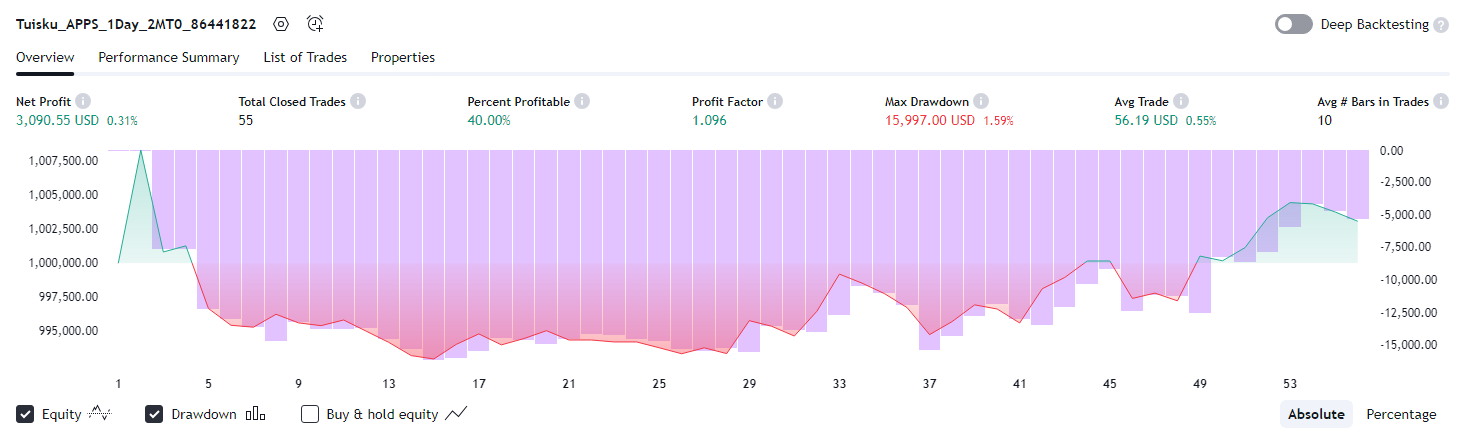 Tuisku_APPS_1Day_2MT0_86441822 Deep Backtesting ?
Overview Performance Summary List of Trades Properties
Net Profit i Total Closed Trades i Percent Profitable i Profit Factor i Max Drawdown i Avg Trade i Avg # Bars in Trades i
3,090.55 USD 0.31% 55 40.00% 1.096 15,997.00 USD 1.59% 56.19 USD 0.55% 10
1,007,500.00 0.00
1,005,000.00 -2,500.00
1,002,500.00 -5,000.00
1,000,000.00 -7,500.00
997,500.00 -10,000.00
995,000.00 -12,500.00
-15,000.00
1 5 9 13 17 21 25 29 33 37 41 45 49 53
Equity Drawdown Buy & hold equity Absolute Percentage